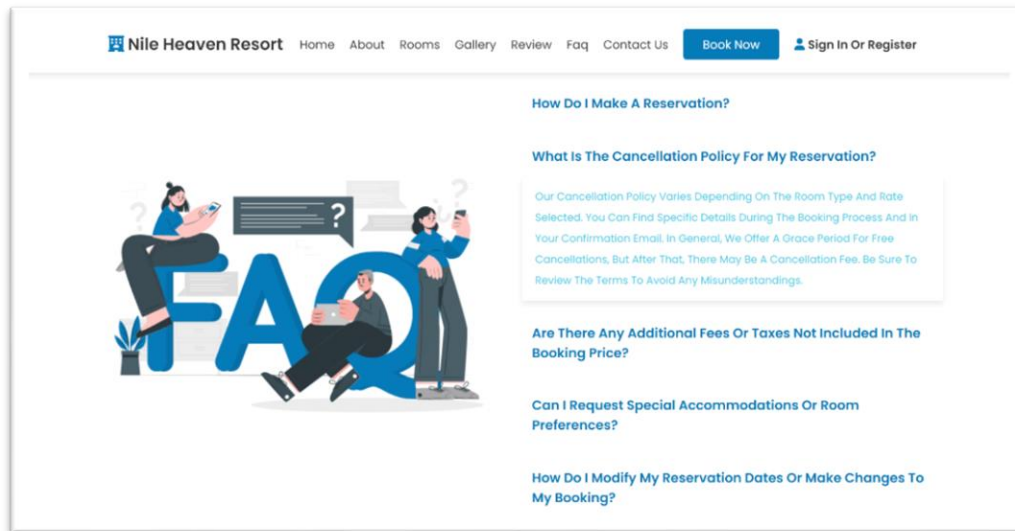 Nile Heaven Resort Home About Rooms Gallery Review Faq Contact Us Book Now Sign In Or Register
How Do I Make A Reservation?
What Is The Cancellation Policy For My Reservation?
Our Cancellation Policy Varies Depending On The Room Type And Rate
Selected. You Can Find Specific Details During The Booking Process And In
Your Confirmation Email. In General, We Offer A Grace Period For Free
Cancellations, But After That, There May Be A Cancellation Fee. Be Sure To
Review The Terms To Avoid Any Misunderstandings.
Are There Any Additional Fees Or Taxes Not Included In The
Booking Price?
Can I Request Special Accommodations Or Room
Preferences?
How Do I Modify My Reservation Dates Or Make Changes To
My Booking?
? ? ?
FAQ